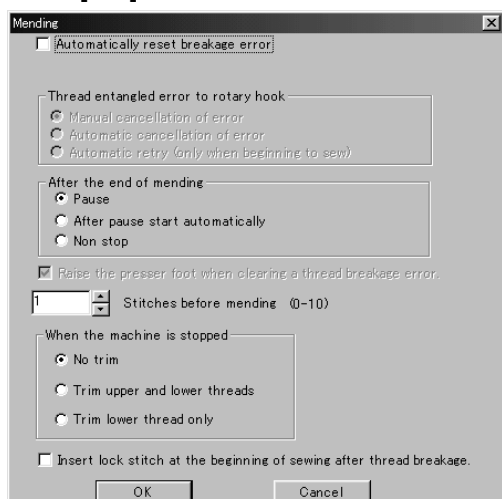 Mending
Automatically reset breakage error
Thread entangled error to rotary hook
Manual cancellation of error
Automatic cancellation of error
Automatic retry (only when beginning to sew)
After the end of mending
Pause
After pause start automatically
Non stop
Raise the presser foot when clearing a thread breakage error.
1 Stitches before mending (0-10)
When the machine is stopped
No trim
Trim upper and lower threads
Trim lower thread only
Insert lock stitch at the beginning of sewing after thread breakage.
OK Cancel